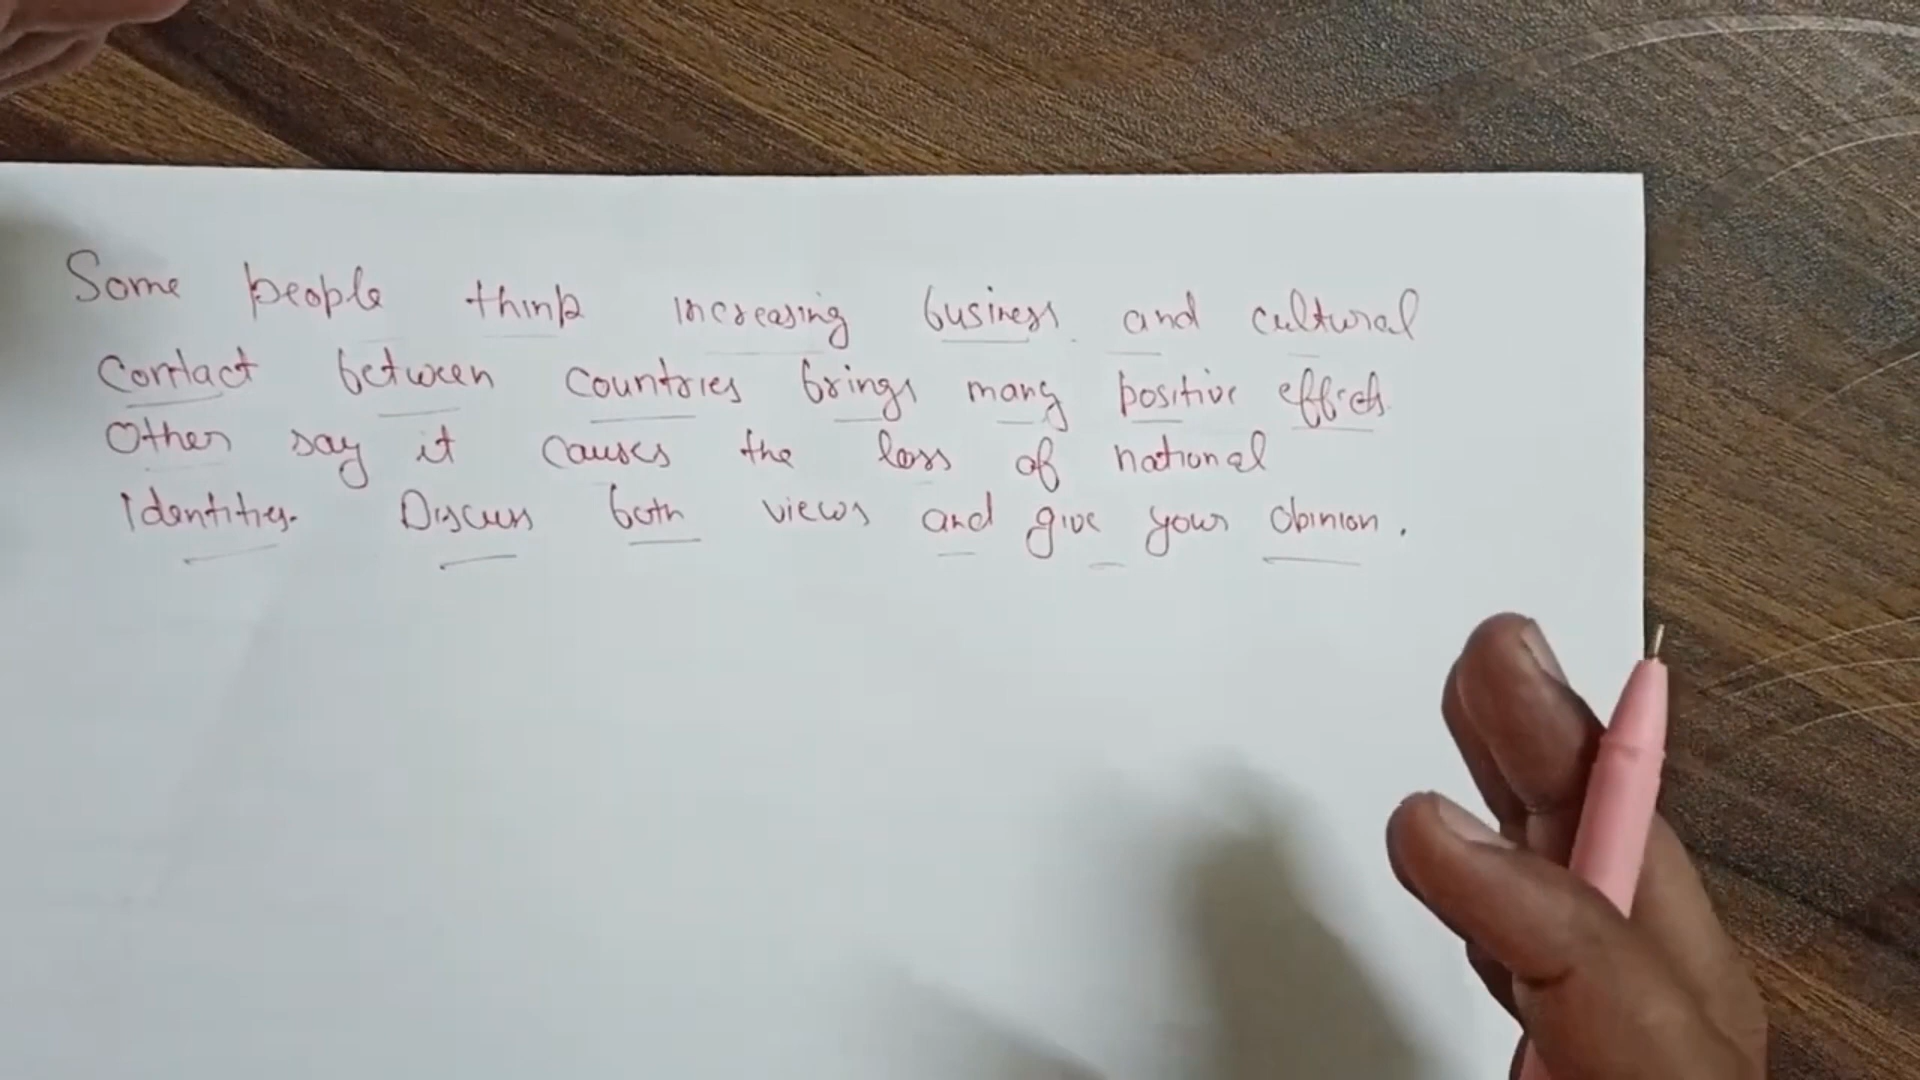 Some people think increasing business and cultural
Contact between countries brings many positive effects.
Other say it causes the loss of national
identities. Discuss both views and give your opinion.